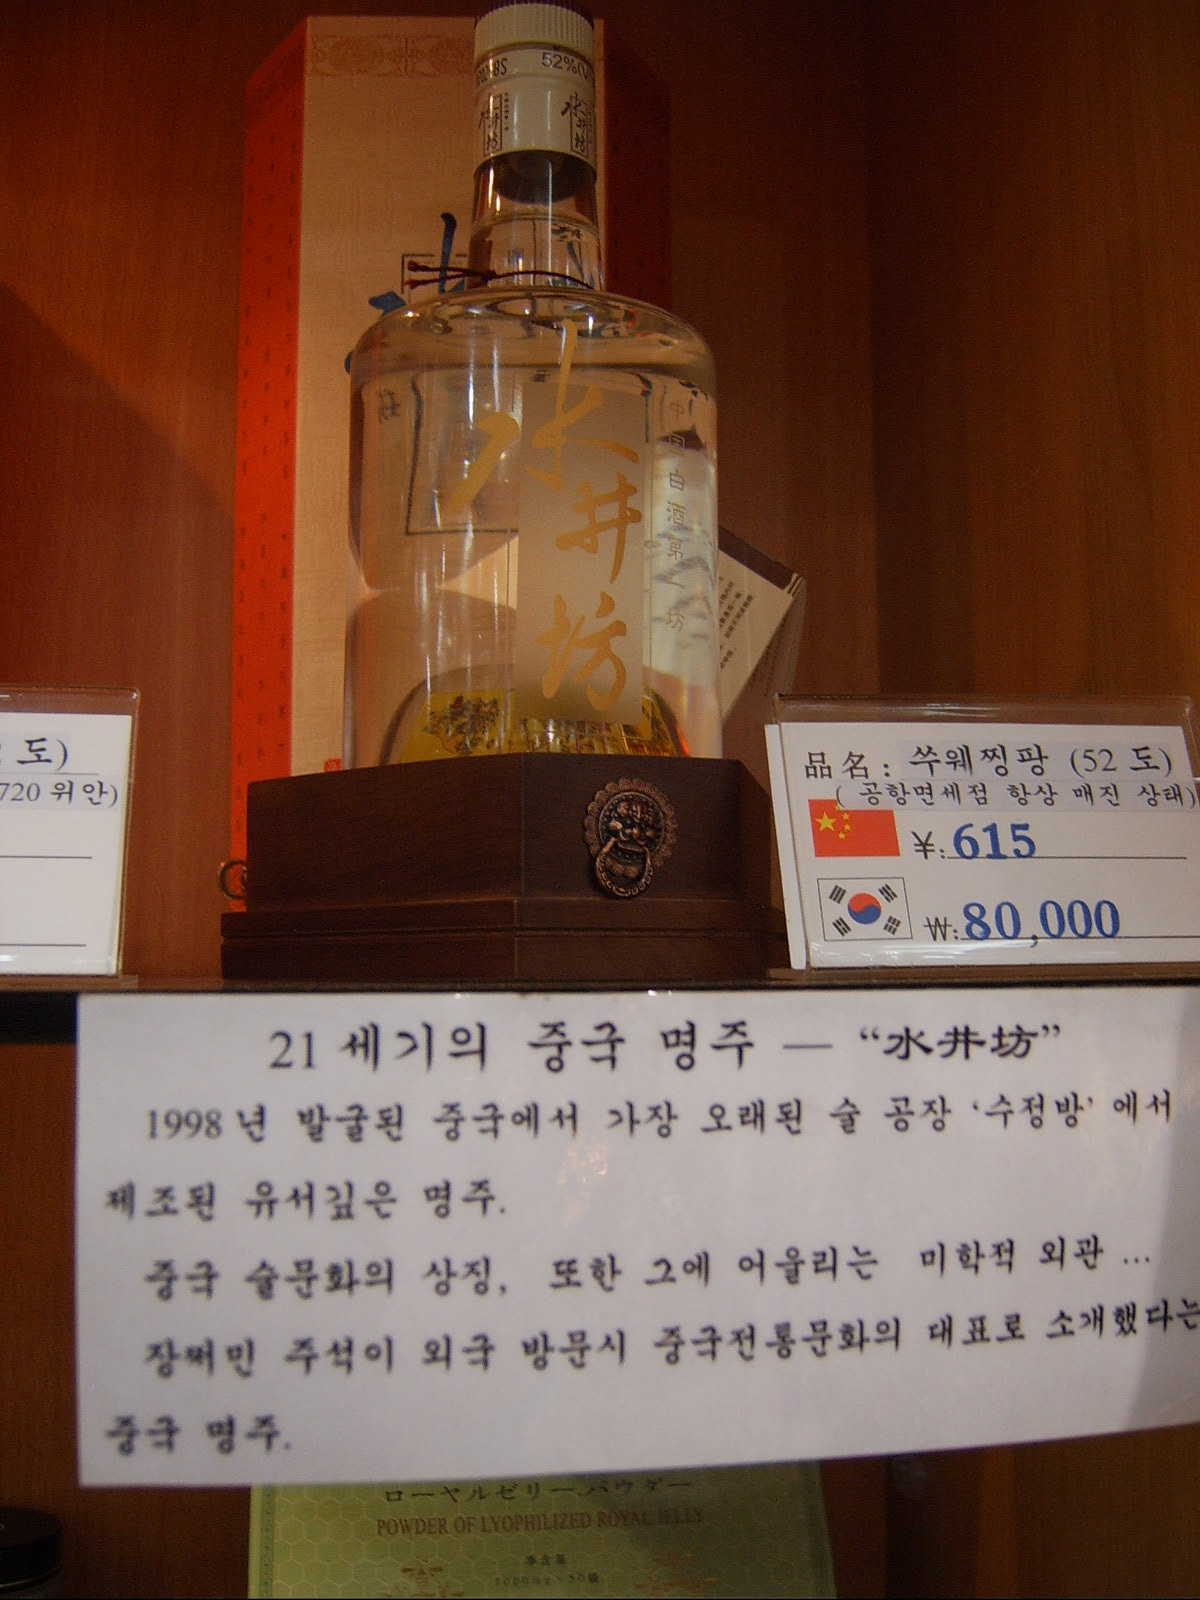 52%(V
水井坊
水井坊
水井坊
中国白酒第一坊
도)
720 위안)
品名: 쑤웨찡팡 (52 도)
( 공항면세점 항상 매진 상태)
¥: 615
₩: 80,000
21 세기의 중국 명주 — “水井坊”
1998 년 발굴된 중국에서 가장 오래된 술 공장 ‘수정방’ 에서
제조된 유서깊은 명주.
중국 술문화의 상징, 또한 그에 어울리는 미학적 외관 ...
장쩌민 주석이 외국 방문시 중국전통문화의 대표로 소개했다는
중국 명주.
ローヤルゼリーパウダー
POWDER OF LYOPHILIZED ROYAL JELLY